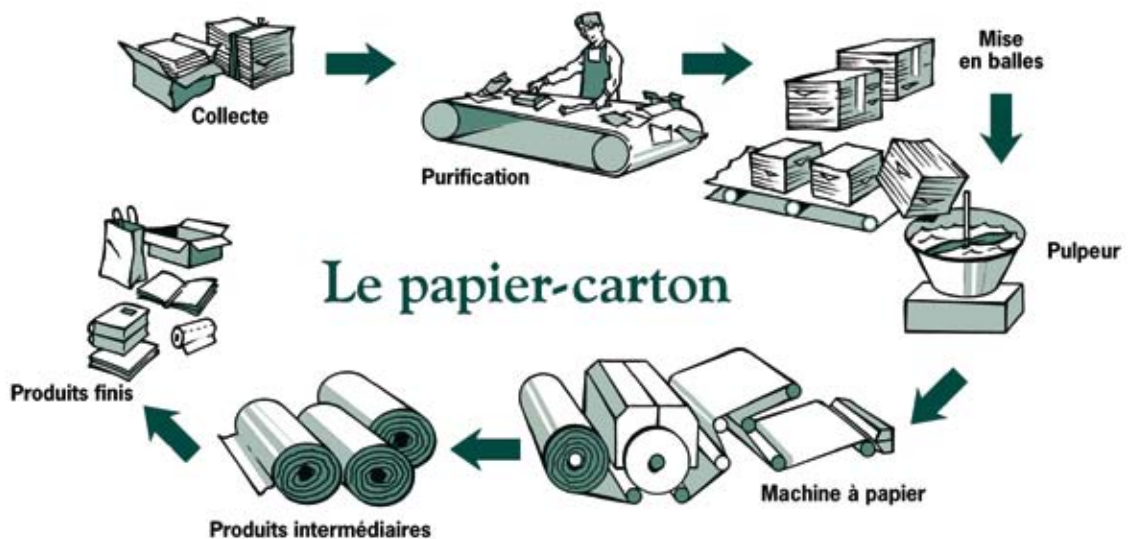 Collecte
Purification
Mise
en balles
Pulpeur
Le papier-carton
Machine à papier
Produits intermédiaires
Produits finis